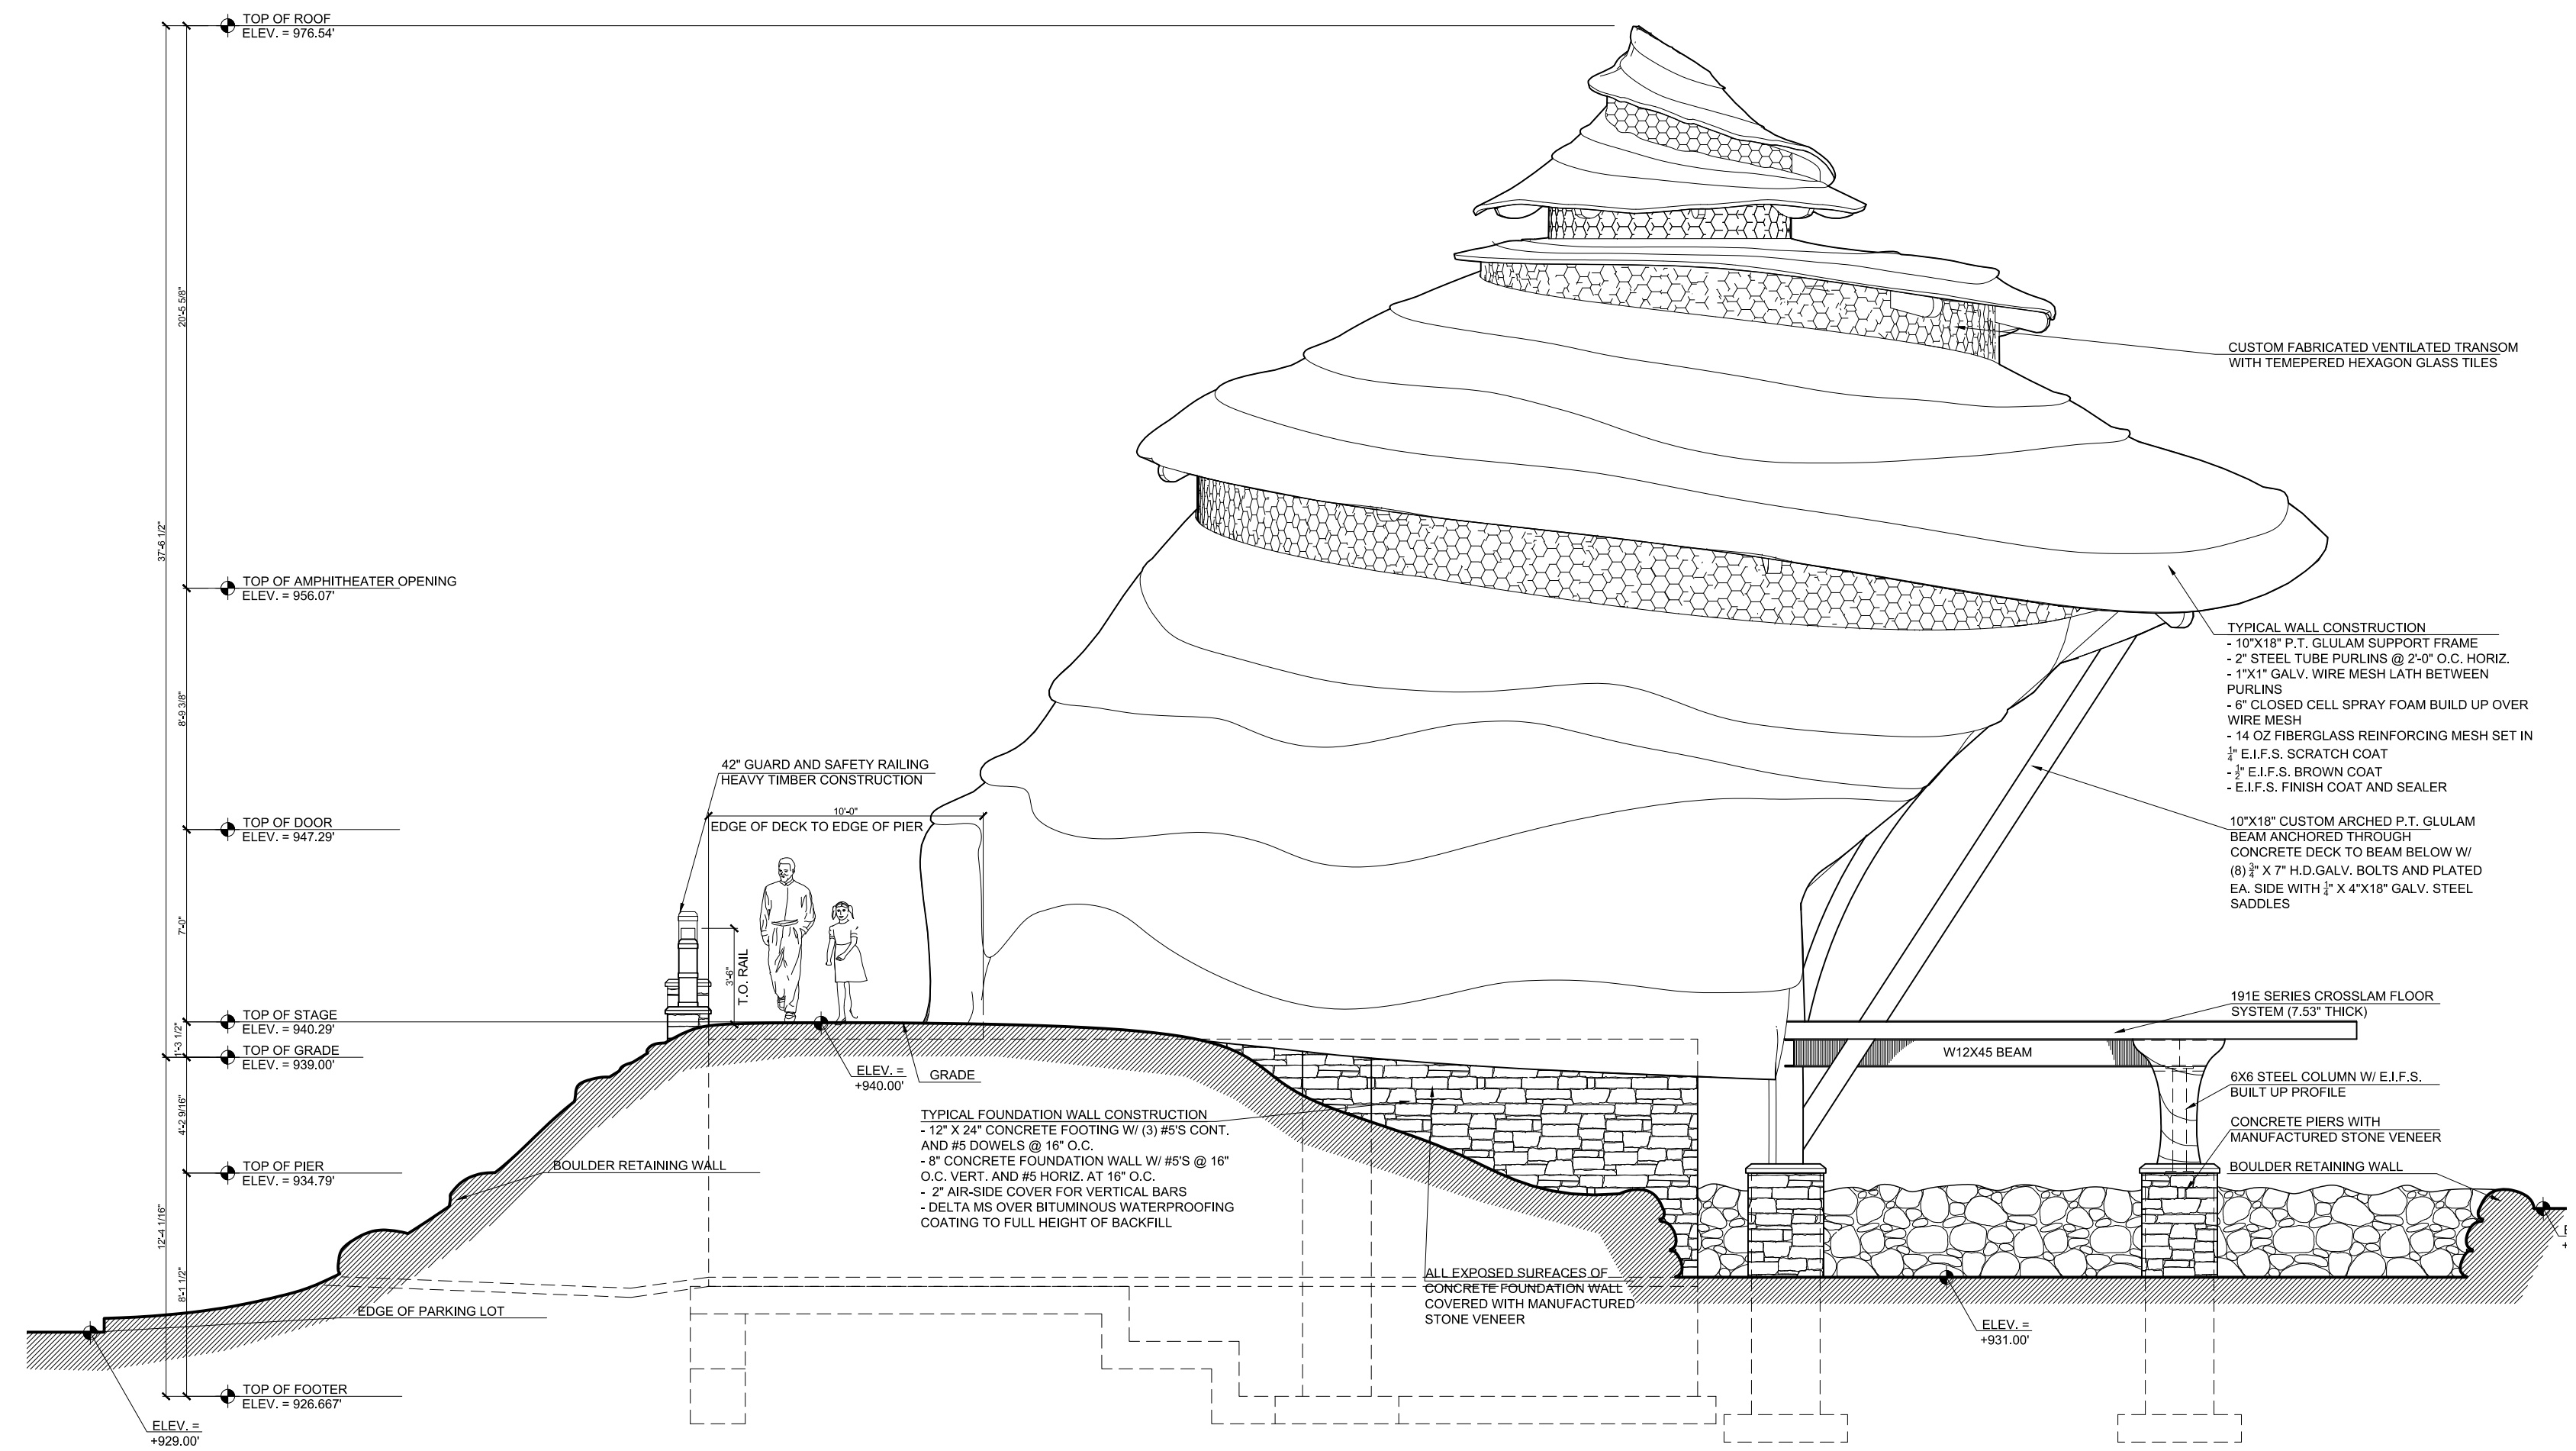 TOP OF ROOF
ELEV. = 976.54'
20'-5 5/8"
37'-6 1/2"
TOP OF AMPHITHEATER OPENING
ELEV. = 956.07'
8'-9 3/8"
TOP OF DOOR
ELEV. = 947.29'
7'-0"
TOP OF STAGE
ELEV. = 940.29'
1'-3 1/2"
TOP OF GRADE
ELEV. = 939.00'
4'-2 9/16"
TOP OF PIER
ELEV. = 934.79'
12'-4 1/16"
8'-1 1/2"
TOP OF FOOTER
ELEV. = 926.667'
ELEV. =
+929.00'
EDGE OF PARKING LOT
BOULDER RETAINING WALL
42" GUARD AND SAFETY RAILING
HEAVY TIMBER CONSTRUCTION
10'-0"
EDGE OF DECK TO EDGE OF PIER
3'-6"
T.O. RAIL
ELEV. =
+940.00'
GRADE
TYPICAL FOUNDATION WALL CONSTRUCTION
- 12" X 24" CONCRETE FOOTING W/ (3) #5'S CONT.
AND #5 DOWELS @ 16" O.C.
- 8" CONCRETE FOUNDATION WALL W/ #5'S @ 16"
O.C. VERT. AND #5 HORIZ. AT 16" O.C.
- 2" AIR-SIDE COVER FOR VERTICAL BARS
- DELTA MS OVER BITUMINOUS WATERPROOFING
COATING TO FULL HEIGHT OF BACKFILL
ALL EXPOSED SURFACES OF
CONCRETE FOUNDATION WALL
COVERED WITH MANUFACTURED
STONE VENEER
CUSTOM FABRICATED VENTILATED TRANSOM
WITH TEMEPERED HEXAGON GLASS TILES
TYPICAL WALL CONSTRUCTION
- 10"X18" P.T. GLULAM SUPPORT FRAME
- 2" STEEL TUBE PURLINS @ 2'-0" O.C. HORIZ.
- 1"X1" GALV. WIRE MESH LATH BETWEEN
PURLINS
- 6" CLOSED CELL SPRAY FOAM BUILD UP OVER
WIRE MESH
- 14 OZ FIBERGLASS REINFORCING MESH SET IN
1/4" E.I.F.S. SCRATCH COAT
- 1/2" E.I.F.S. BROWN COAT
- E.I.F.S. FINISH COAT AND SEALER
10"X18" CUSTOM ARCHED P.T. GLULAM
BEAM ANCHORED THROUGH
CONCRETE DECK TO BEAM BELOW W/
(8) 3/4" X 7" H.D.GALV. BOLTS AND PLATED
EA. SIDE WITH 1/4" X 4"X18" GALV. STEEL
SADDLES
191E SERIES CROSSLAM FLOOR
SYSTEM (7.53" THICK)
W12X45 BEAM
6X6 STEEL COLUMN W/ E.I.F.S.
BUILT UP PROFILE
CONCRETE PIERS WITH
MANUFACTURED STONE VENEER
BOULDER RETAINING WALL
ELEV. =
+931.00'